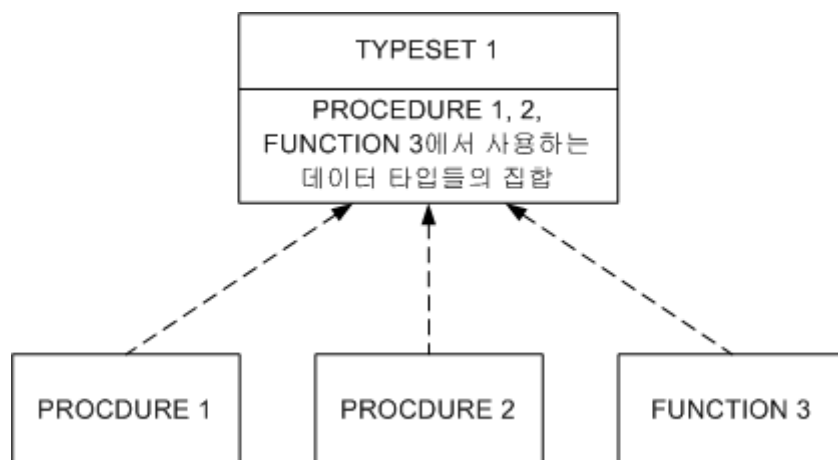 TYPESET 1
PROCEDURE 1, 2,
FUNCTION 3에서 사용하는
데이터 타입들의 집합
PROCDURE 1
PROCDURE 2
FUNCTION 3